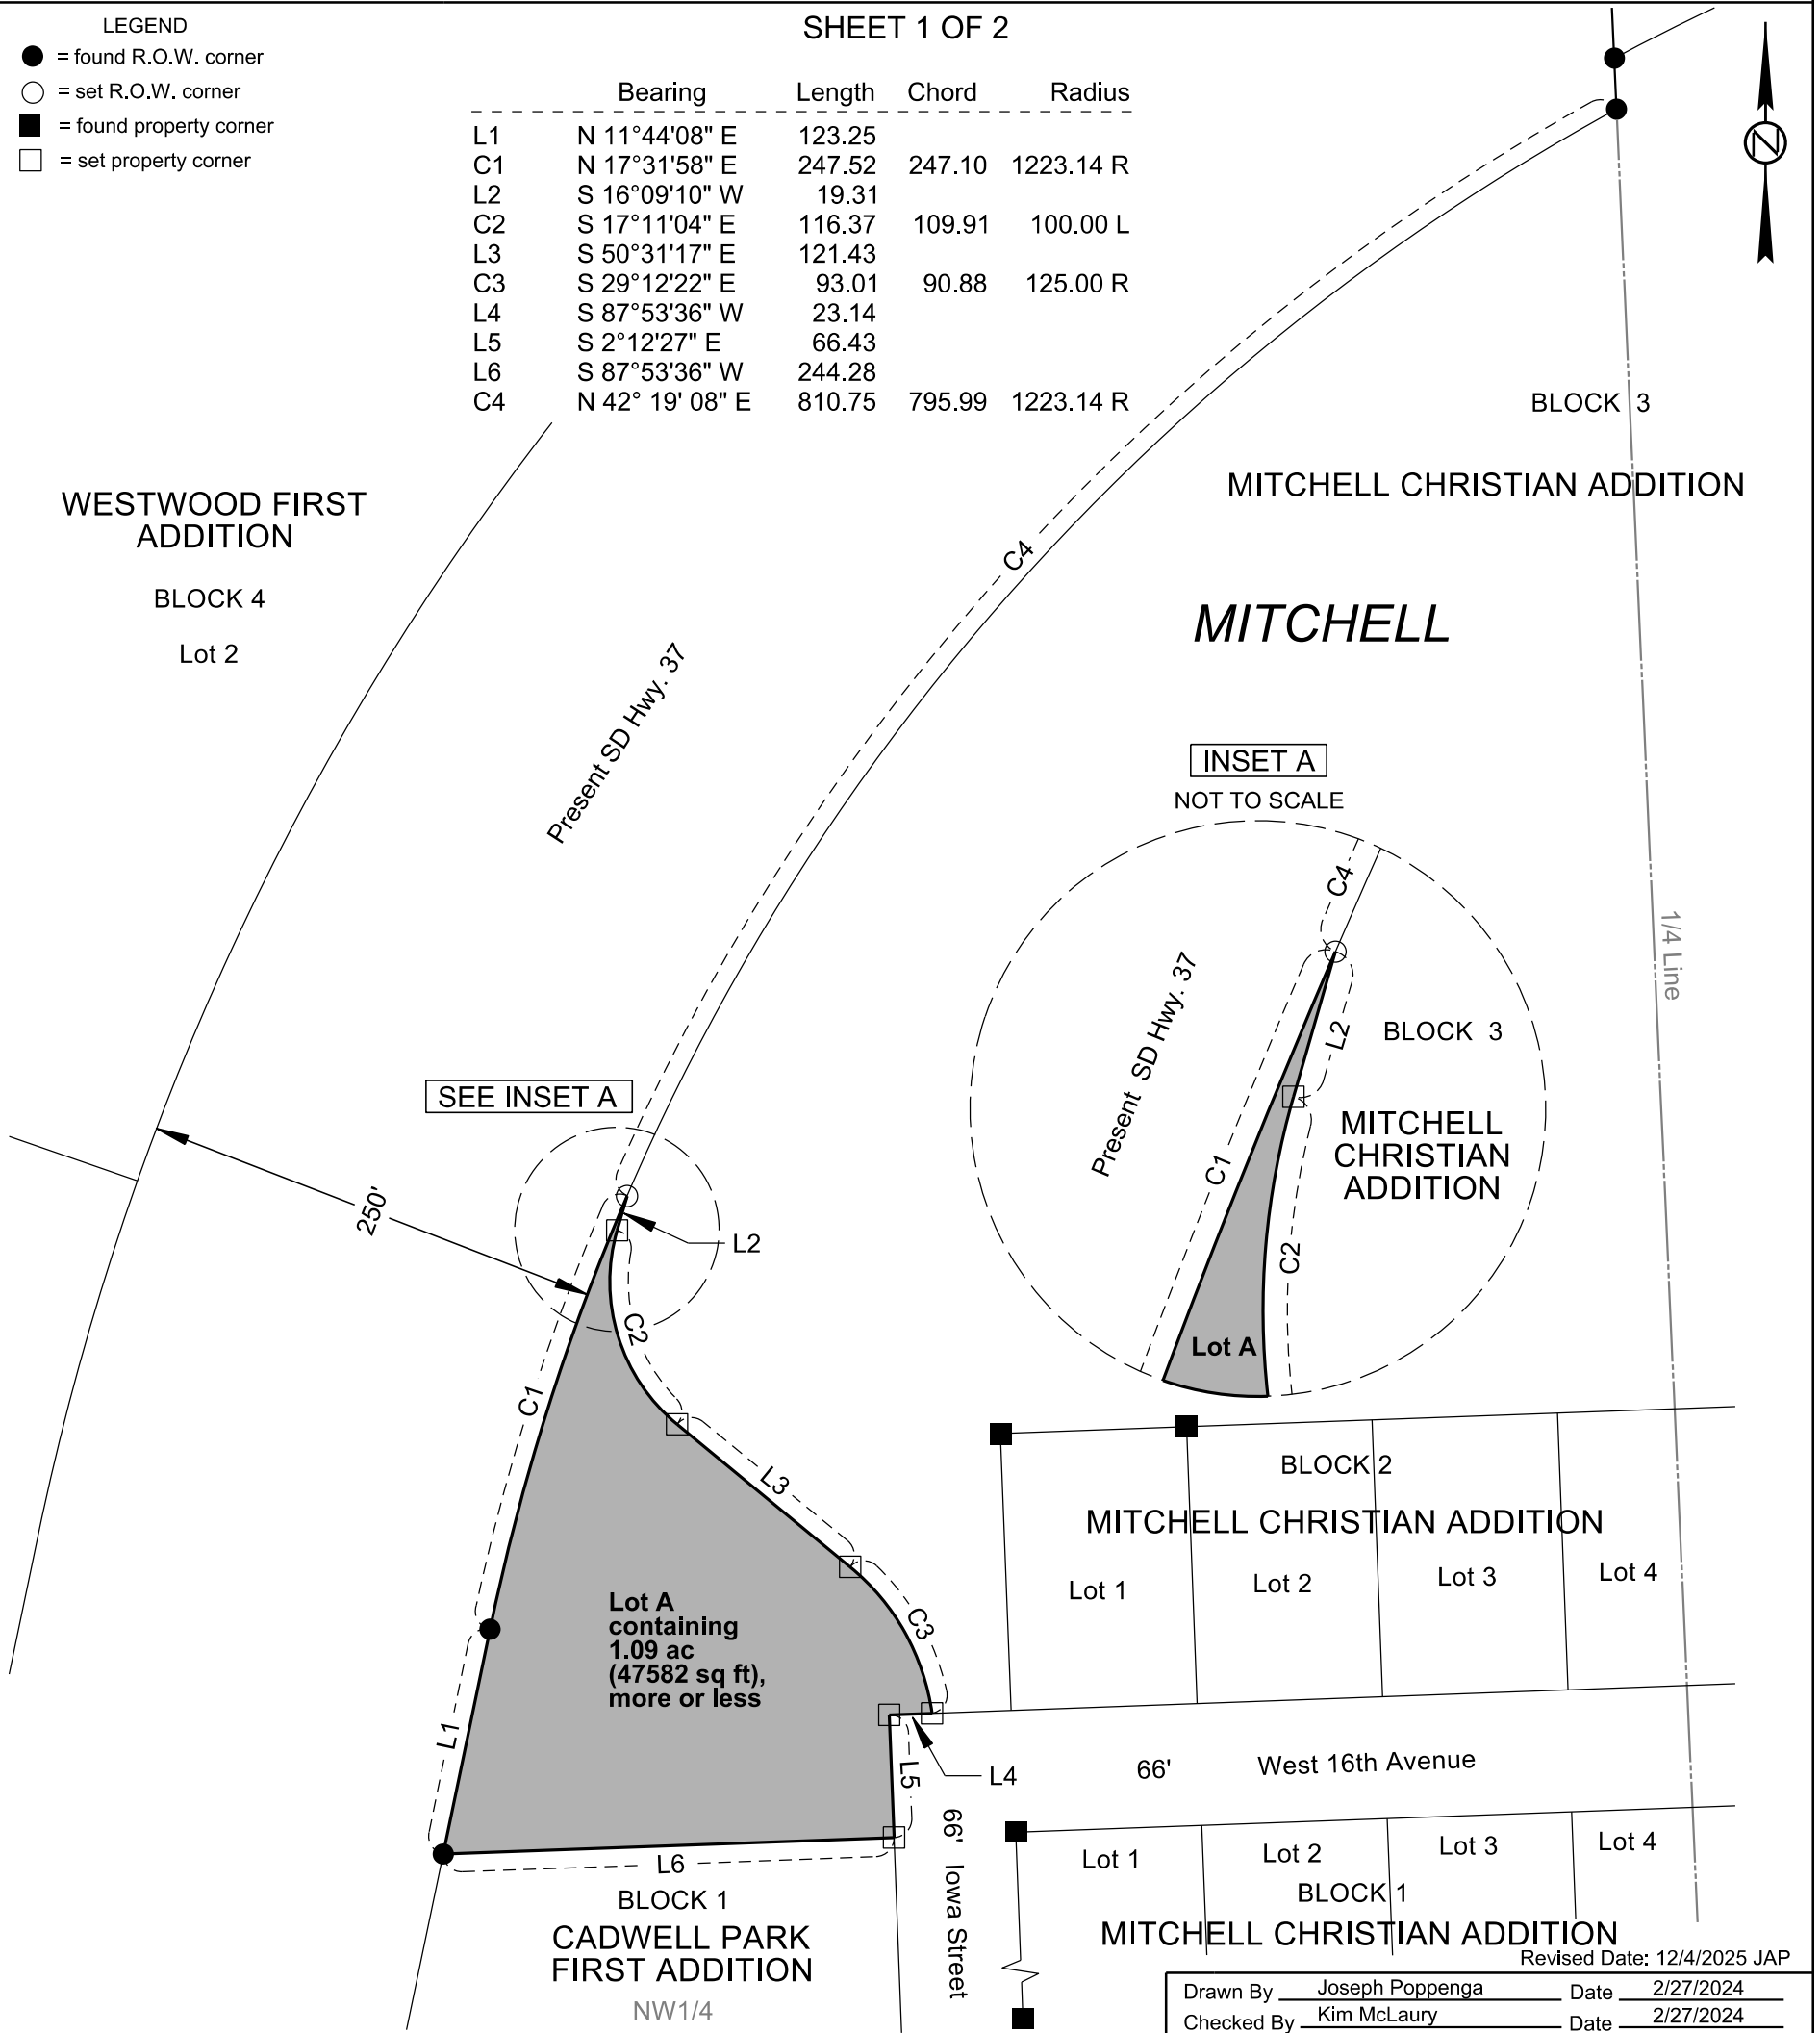 SHEET 1 OF 2
LEGEND
= found R.O.W. corner
= set R.O.W. corner
= found property corner
= set property corner
Bearing Length Chord Radius
L1 N 11°44'08" E 123.25
C1 N 17°31'58" E 247.52 247.10 1223.14 R
L2 S 16°09'10" W 19.31
C2 S 17°11'04" E 116.37 109.91 100.00 L
L3 S 50°31'17" E 121.43
C3 S 29°12'22" E 93.01 90.88 125.00 R
L4 S 87°53'36" W 23.14
L5 S 2°12'27" E 66.43
L6 S 87°53'36" W 244.28
C4 N 42° 19' 08" E 810.75 795.99 1223.14 R
N
BLOCK 3
MITCHELL CHRISTIAN ADDITION
WESTWOOD FIRST
ADDITION
BLOCK 4
Lot 2
C4
MITCHELL
Present SD Hwy. 37
INSET A
NOT TO SCALE
C4
Present SD Hwy. 37
L2
BLOCK 3
MITCHELL
CHRISTIAN
ADDITION
C1
C2
Lot A
1/4 Line
SEE INSET A
250'
L2
C2
C1
L3
C3
BLOCK 2
MITCHELL CHRISTIAN ADDITION
Lot 1
Lot 2
Lot 3
Lot 4
Lot A
containing
1.09 ac
(47582 sq ft),
more or less
L1
L5
L4
66' West 16th Avenue
L6
66' Iowa Street
Lot 1
Lot 2
Lot 3
Lot 4
BLOCK 1
MITCHELL CHRISTIAN ADDITION
BLOCK 1
CADWELL PARK
FIRST ADDITION
NW1/4
Revised Date: 12/4/2025 JAP
Drawn By Joseph Poppenga Date 2/27/2024
Checked By Kim McLaury Date 2/27/2024